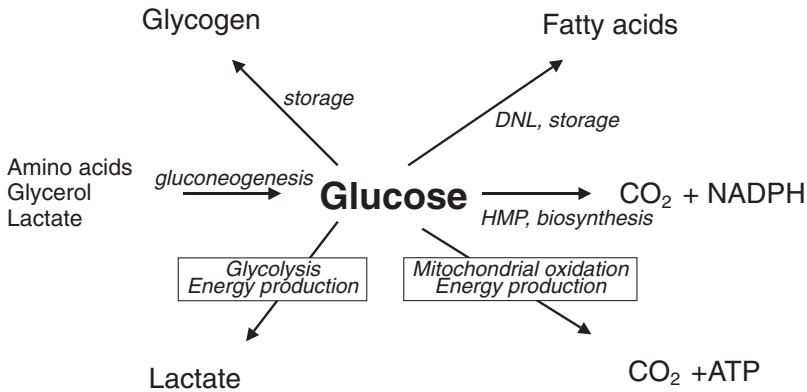 Glycogen
Fatty acids
storage
DNL, storage
Amino acids
Glycerol
Lactate
gluconeogenesis
Glucose
CO₂ + NADPH
HMP, biosynthesis
Glycolysis
Energy production
Mitochondrial oxidation
Energy production
Lactate
CO₂ +ATP